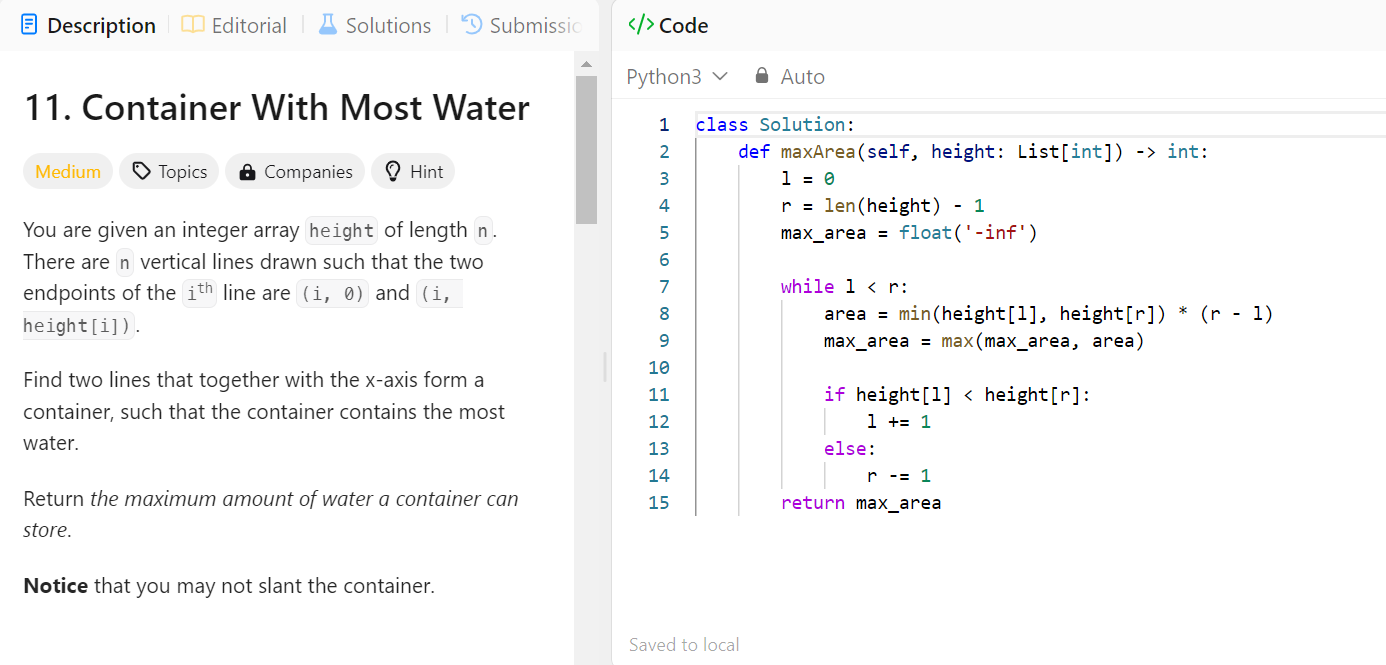 Description
Editorial
Solutions
Submissio
11. Container With Most Water
Medium
Topics
Companies
Hint
You are given an integer array height of length n.
There are n vertical lines drawn such that the two
endpoints of the ith line are (i, 0) and (i,
height[i]).
Find two lines that together with the x-axis form a
container, such that the container contains the most
water.
Return the maximum amount of water a container can
store.
Notice that you may not slant the container.
</> Code
Python3
Auto
1 class Solution:
2     def maxArea(self, height: List[int]) -> int:
3         l = 0
4         r = len(height) - 1
5         max_area = float('-inf')
6
7         while l < r:
8             area = min(height[l], height[r]) * (r - l)
9             max_area = max(max_area, area)
10
11             if height[l] < height[r]:
12                 l += 1
13             else:
14                 r -= 1
15         return max_area
Saved to local